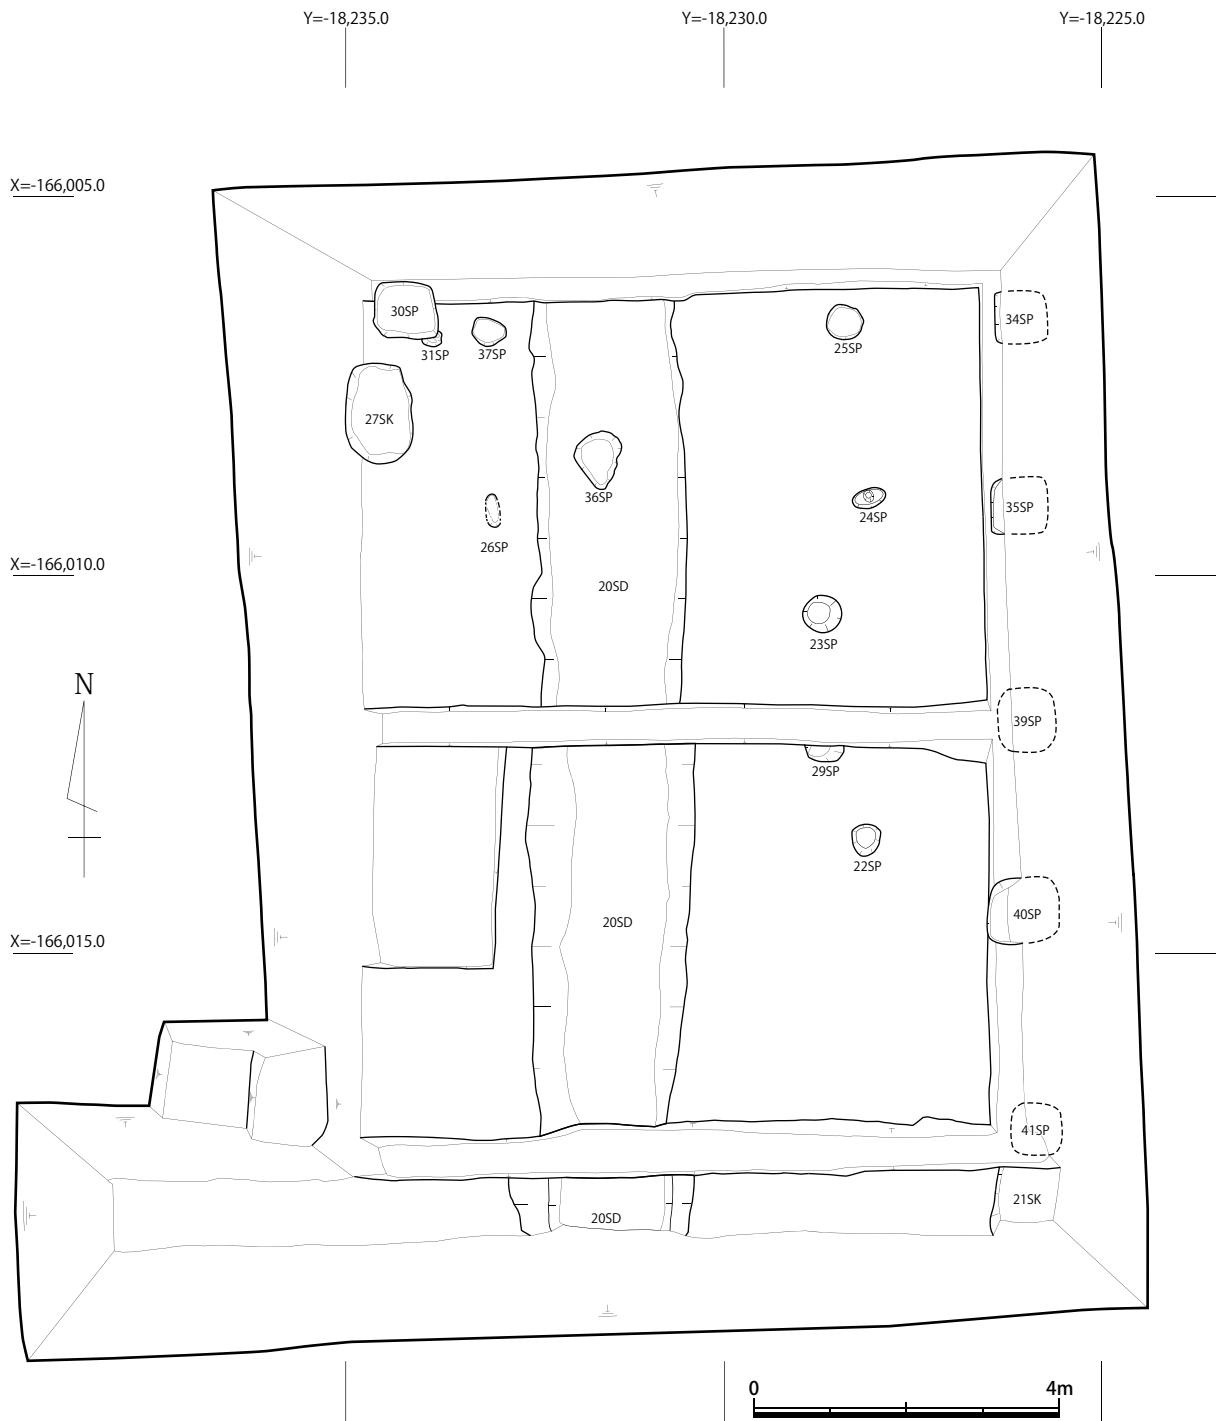 Y=-18,235.0 Y=-18,230.0 Y=-18,225.0
X=-166,005.0
30SP
34SP
31SP 37SP 25SP
27SK
36SP
35SP
24SP
26SP
X=-166,010.0
20SD
23SP
N
39SP
29SP
22SP
40SP
20SD
X=-166,015.0
41SP
21SK
20SD
0 4m